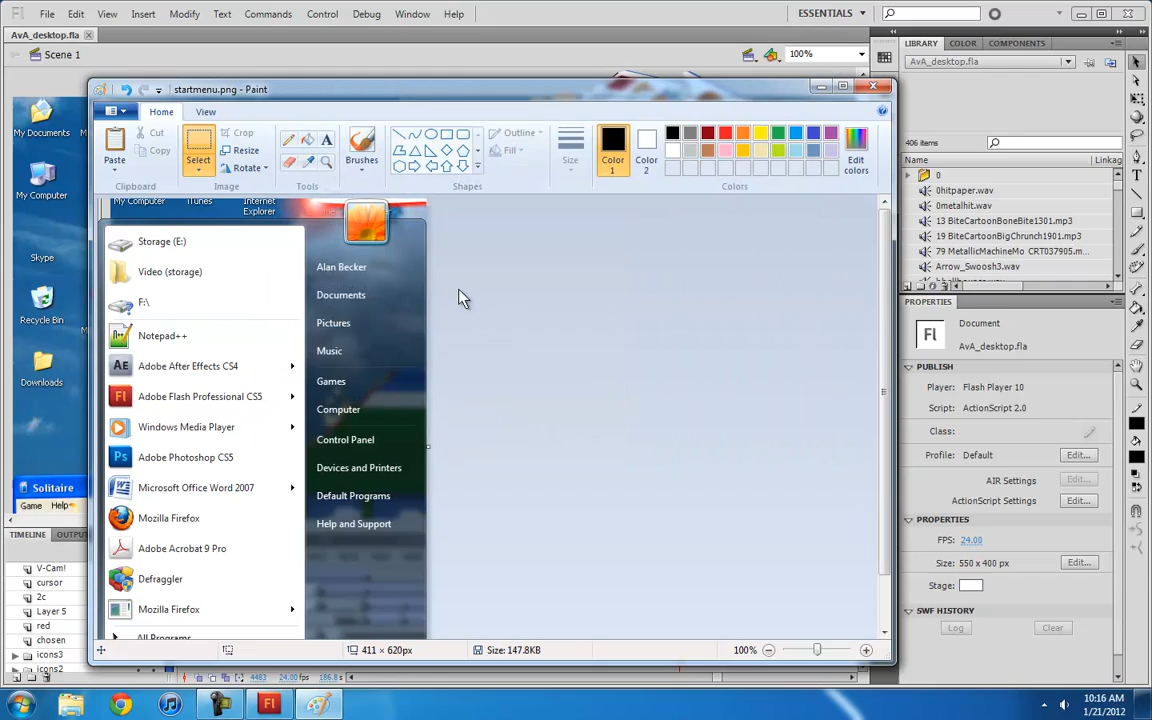 File Edit View Insert Modify Text Commands Control Debug Window Help
ESSENTIALS
AvA_desktop.fla
Scene 1
100%
LIBRARY COLOR COMPONENTS
AvA_desktop.fla
406 items
Name Linkag
0
0hitpaper.wav
0metalhit.wav
13 BiteCartoonBoneBite1301.mp3
19 BiteCartoonBigChrunch1901.mp3
79 MetallicMachineMo CRT037905.w...
Arrow_Swoosh3.wav
PROPERTIES
Fl
Document
AvA_desktop.fla
PUBLISH
Player: Flash Player 10
Script: ActionScript 2.0
Class:
Profile: Default Edit...
AIR Settings Edit...
ActionScript Settings Edit...
PROPERTIES
FPS: 24.00
Size: 550 x 400 px Edit...
Stage:
SWF HISTORY
Log Clear
My Documents
My Computer
Skype
Recycle Bin
Downloads
Solitaire
Game Help
TIMELINE OUTPU
V-Cam!
cursor
2c
Layer 5
red
chosen
icons3
icons2
4483 24.00 fps 186.8 s
startmenu.png - Paint
Home View
Paste
Cut
Copy
Clipboard
Select
Crop
Resize
Rotate
Image
Tools
Brushes
Shapes
Outline
Fill
Size
Color 1
Color 2
Edit colors
Colors
My Computer iTunes Internet Explorer
Storage (E:)
Video (storage)
F:\
Notepad++
Adobe After Effects CS4
Adobe Flash Professional CS5
Windows Media Player
Adobe Photoshop CS5
Microsoft Office Word 2007
Mozilla Firefox
Adobe Acrobat 9 Pro
Defraggler
Mozilla Firefox
All Programs
Alan Becker
Documents
Pictures
Music
Games
Computer
Control Panel
Devices and Printers
Default Programs
Help and Support
411 × 620px
Size: 147.8KB
100%
10:16 AM
1/21/2012